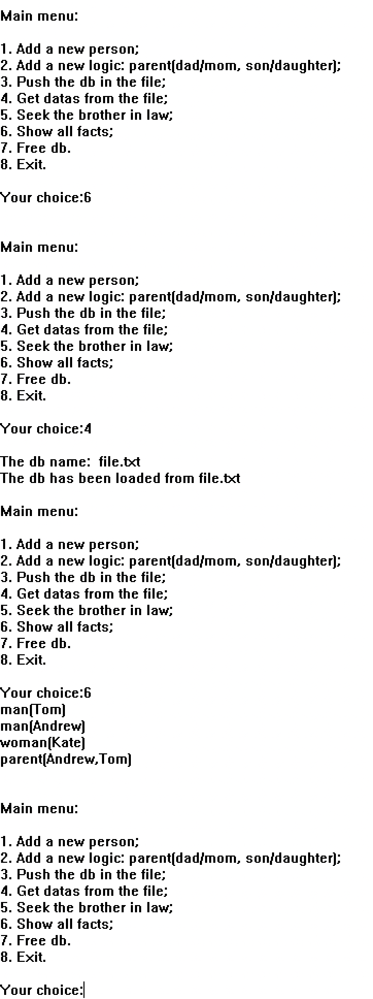 Main menu:
1. Add a new person;
2. Add a new logic: parent(dad/mom, son/daughter);
3. Push the db in the file;
4. Get datas from the file;
5. Seek the brother in law;
6. Show all facts;
7. Free db.
8. Exit.
Your choice:6
Main menu:
1. Add a new person;
2. Add a new logic: parent(dad/mom, son/daughter);
3. Push the db in the file;
4. Get datas from the file;
5. Seek the brother in law;
6. Show all facts;
7. Free db.
8. Exit.
Your choice:4
The db name:  file.txt
The db has been loaded from file.txt
Main menu:
1. Add a new person;
2. Add a new logic: parent(dad/mom, son/daughter);
3. Push the db in the file;
4. Get datas from the file;
5. Seek the brother in law;
6. Show all facts;
7. Free db.
8. Exit.
Your choice:6
man(Tom)
man(Andrew)
woman(Kate)
parent(Andrew,Tom)
Main menu:
1. Add a new person;
2. Add a new logic: parent(dad/mom, son/daughter);
3. Push the db in the file;
4. Get datas from the file;
5. Seek the brother in law;
6. Show all facts;
7. Free db.
8. Exit.
Your choice: